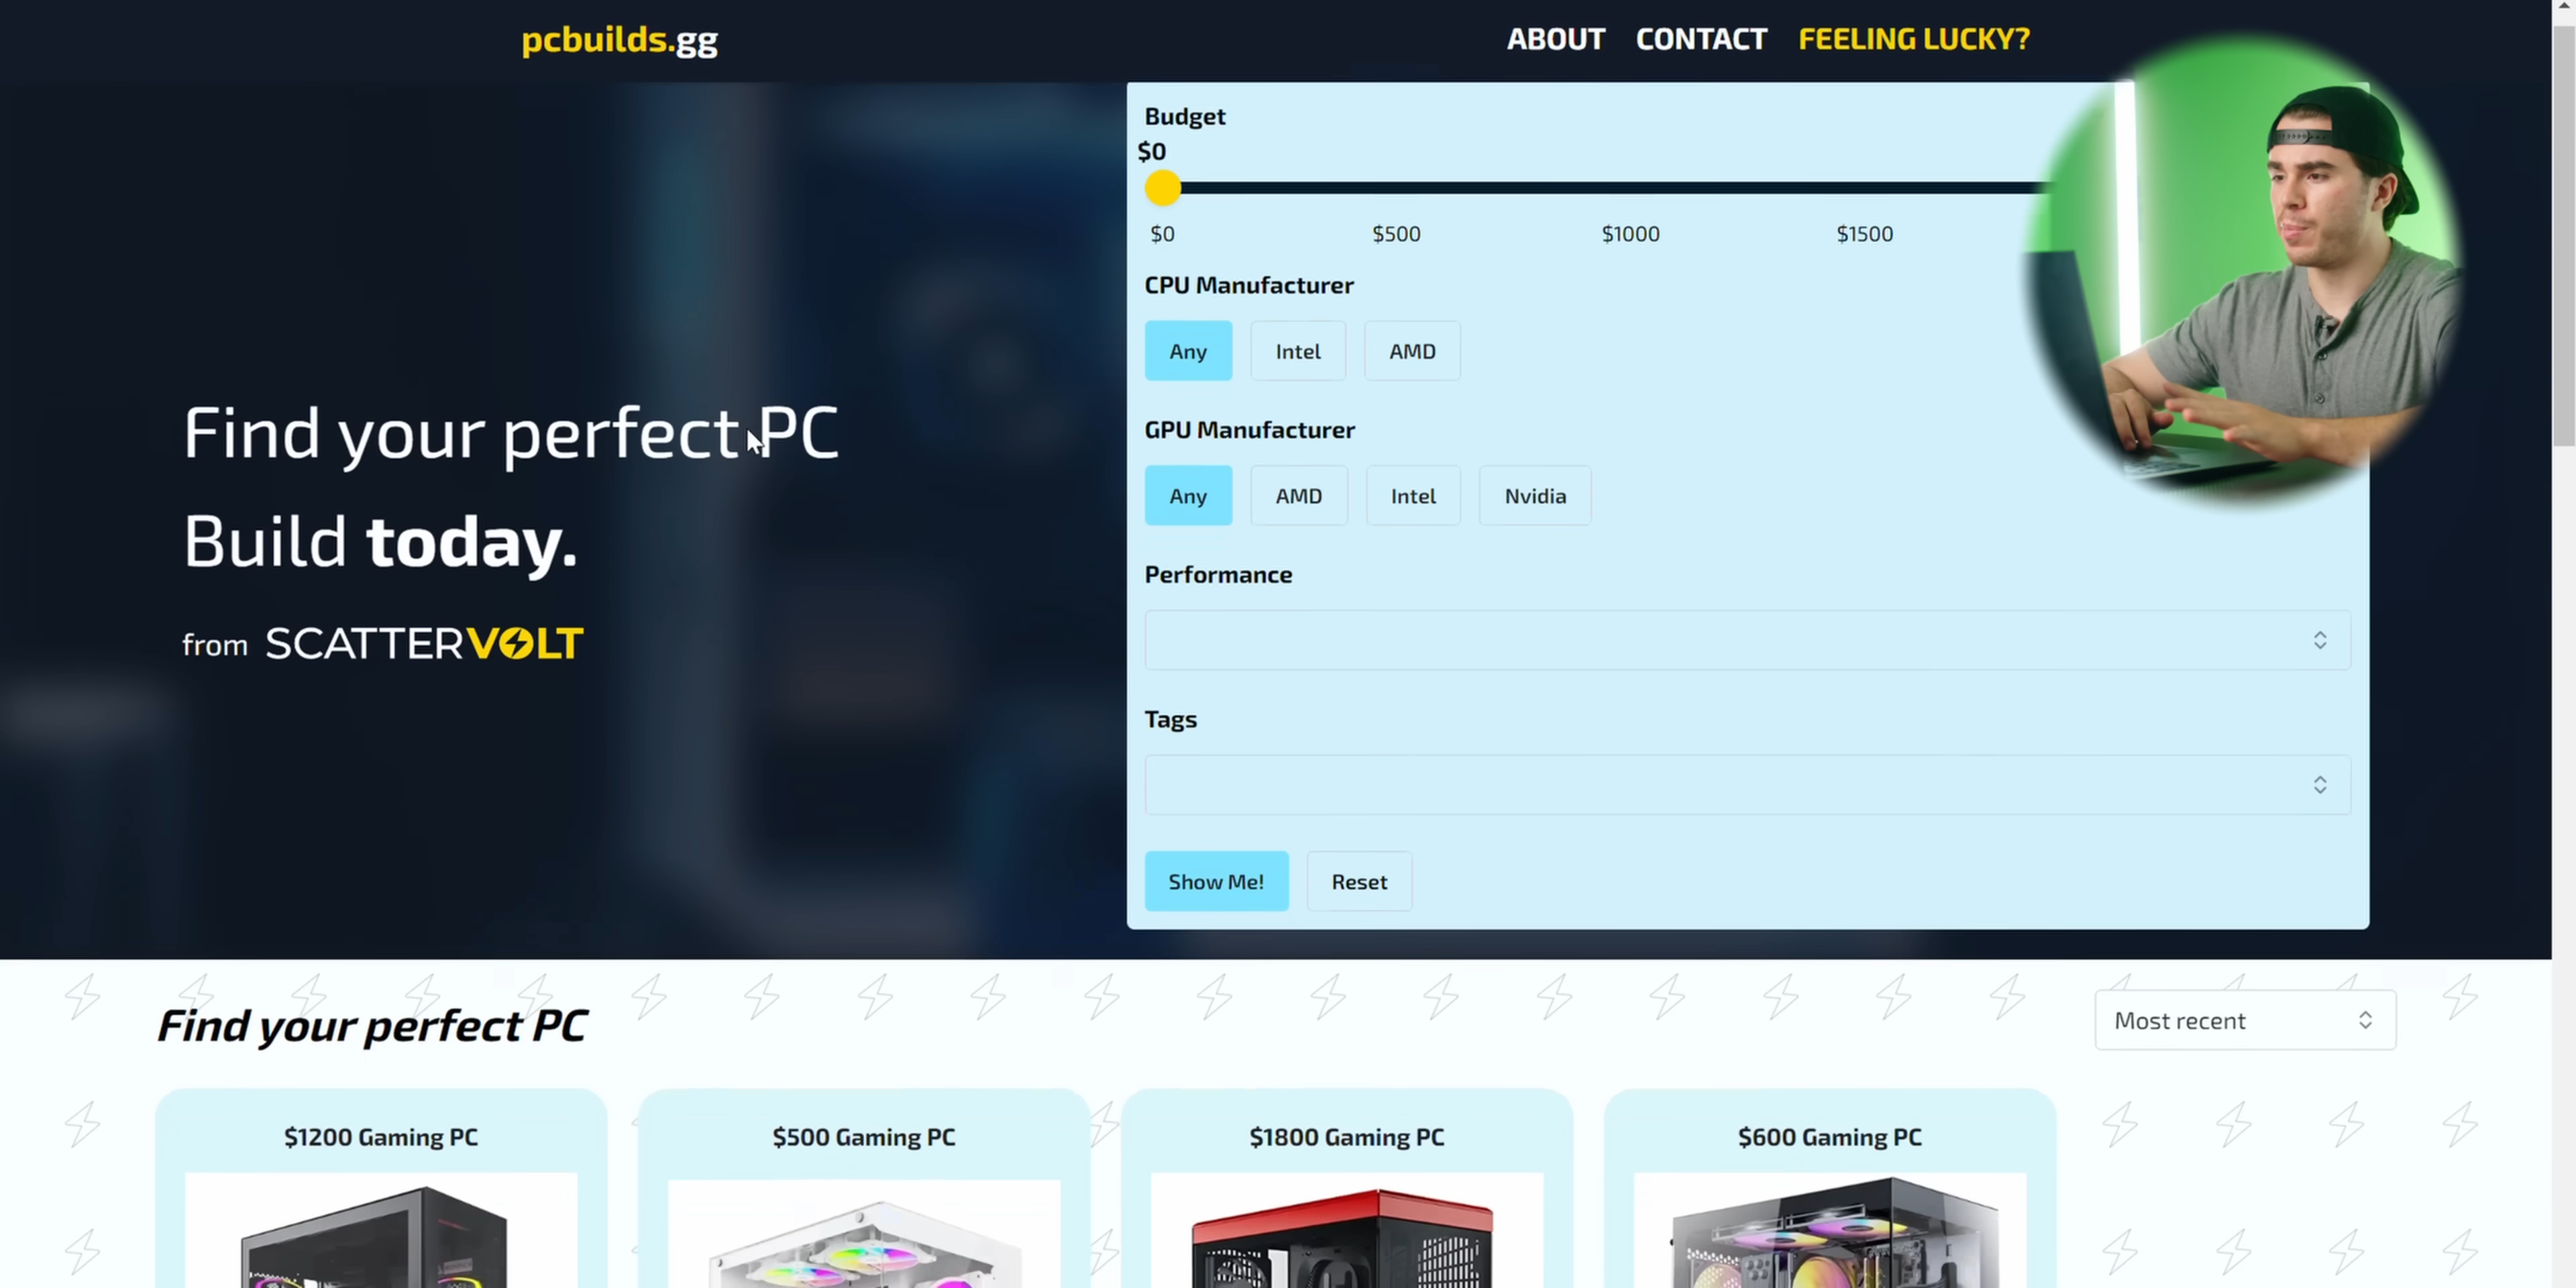 pcbuilds.gg
ABOUT CONTACT FEELING LUCKY?
Find your perfect PC
Build today.
from SCATTERVOLT
Budget
$0
$0 $500 $1000 $1500
CPU Manufacturer
Any Intel AMD
GPU Manufacturer
Any AMD Intel Nvidia
Performance
Tags
Show Me! Reset
Find your perfect PC
Most recent
$1200 Gaming PC
$500 Gaming PC
$1800 Gaming PC
$600 Gaming PC